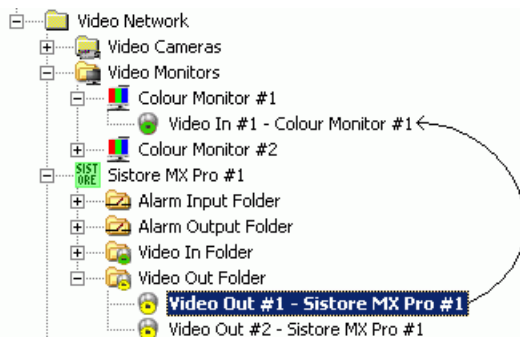 Video Network
Video Cameras
Video Monitors
Colour Monitor #1
Video In #1 - Colour Monitor #1
Colour Monitor #2
SIST
ORE
Sistore MX Pro #1
Alarm Input Folder
Alarm Output Folder
Video In Folder
Video Out Folder
Video Out #1 - Sistore MX Pro #1
Video Out #2 - Sistore MX Pro #1